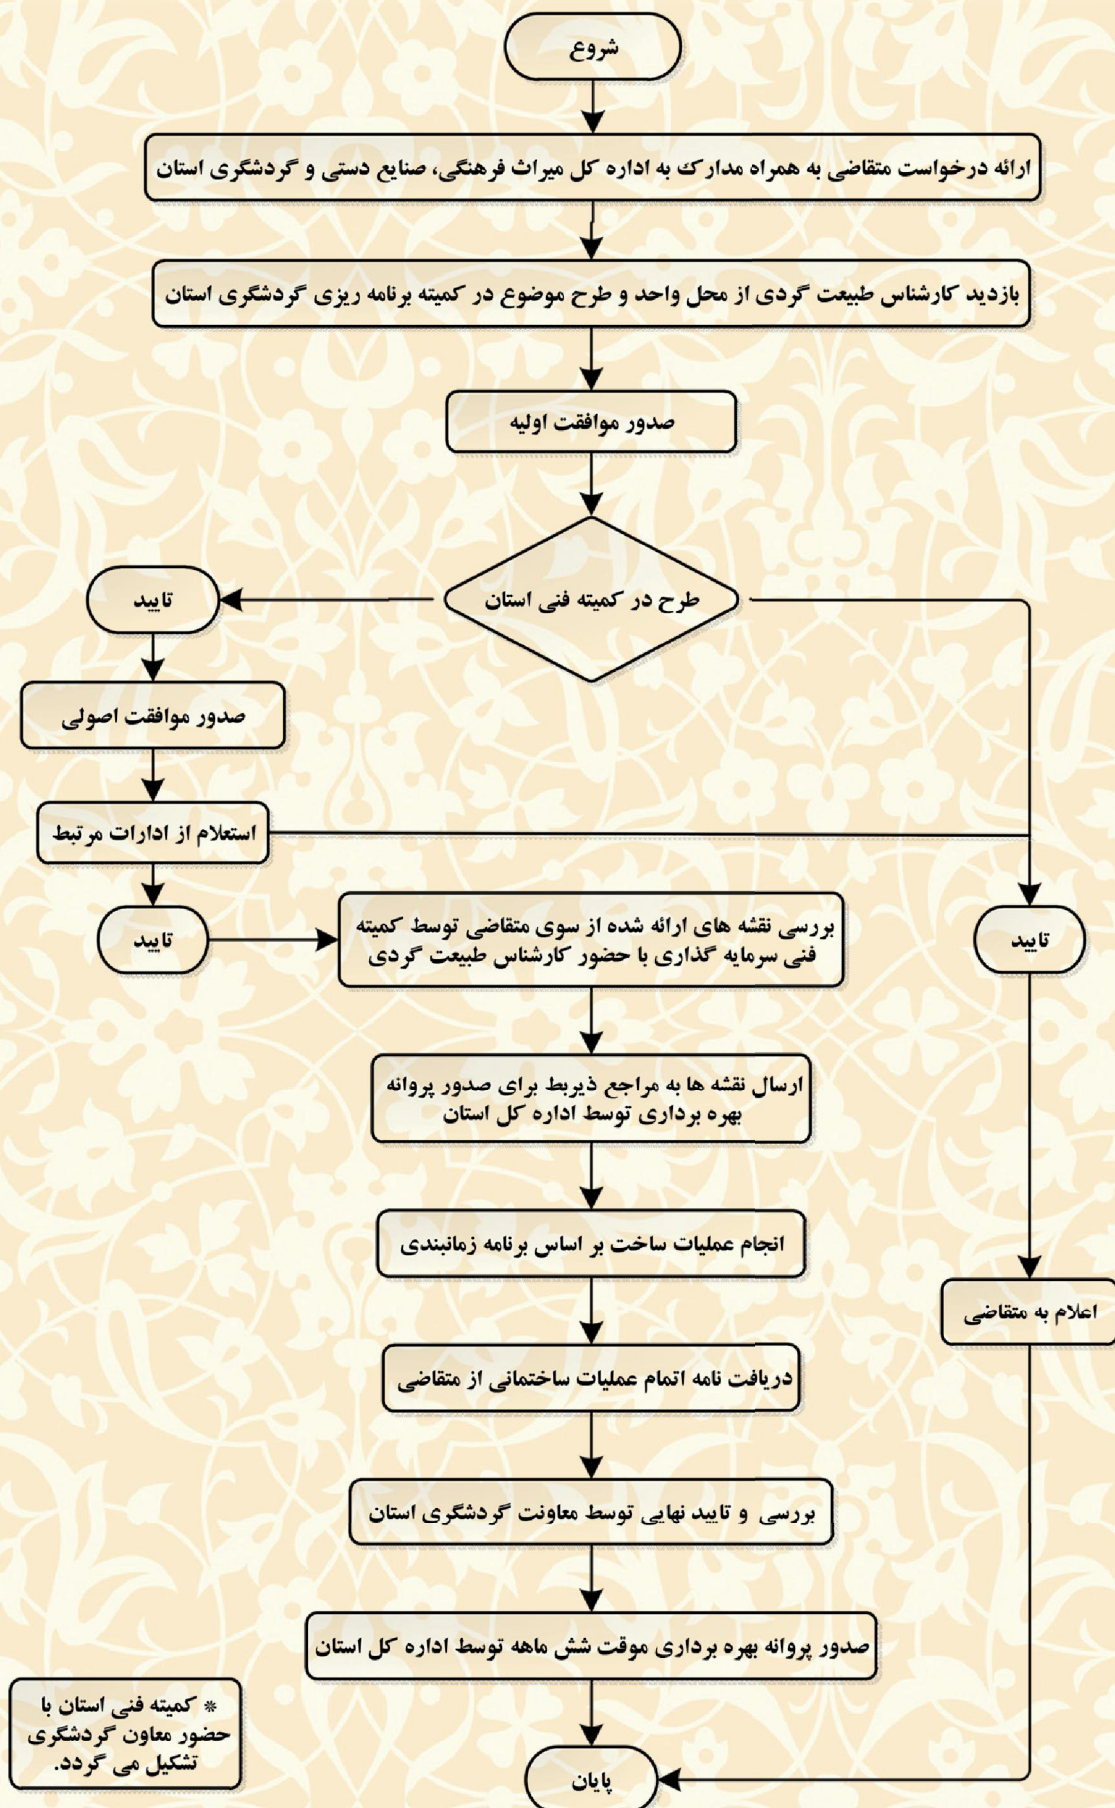 شروع
ارائه درخواست متقاضی به همراه مدارک به اداره کل میراث فرهنگی، صنایع دستی و گردشگری استان
بازدید کارشناس طبیعت گردی از محل واحد و طرح موضوع در کمیته برنامه ریزی گردشگری استان
صدور موافقت اولیه
طرح در کمیته فنی استان
تایید
صدور موافقت اصولی
استعلام از ادارات مرتبط
تایید
بررسی نقشه های ارائه شده از سوی متقاضی توسط کمیته
فنی سرمایه گذاری با حضور کارشناس طبیعت گردی
تایید
ارسال نقشه ها به مراجع ذیربط برای صدور پروانه
بهره برداری توسط اداره کل استان
انجام عملیات ساخت بر اساس برنامه زمانبندی
اعلام به متقاضی
دریافت نامه اتمام عملیات ساختمانی از متقاضی
بررسی و تایید نهایی توسط معاونت گردشگری استان
صدور پروانه بهره برداری موقت شش ماهه توسط اداره کل استان
* کمیته فنی استان با
حضور معاون گردشگری
تشکیل می گردد.
پایان